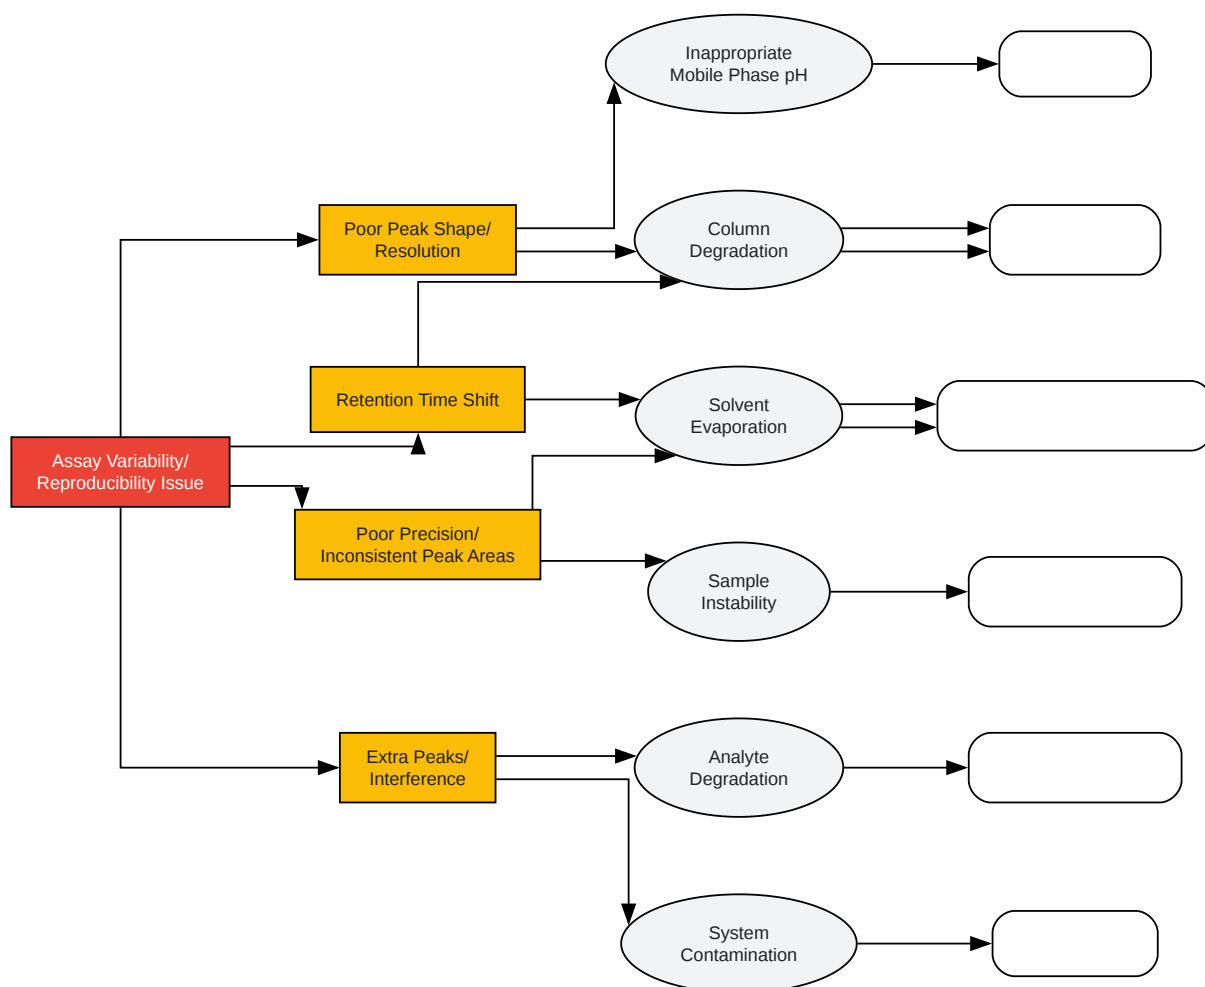 Inappropriate
Mobile Phase pH
Poor Peak Shape/
Resolution
Column
Degradation
Retention Time Shift
Solvent
Evaporation
Assay Variability/
Reproducibility Issue
Poor Precision/
Inconsistent Peak Areas
Sample
Instability
Extra Peaks/
Interference
Analyte
Degradation
System
Contamination